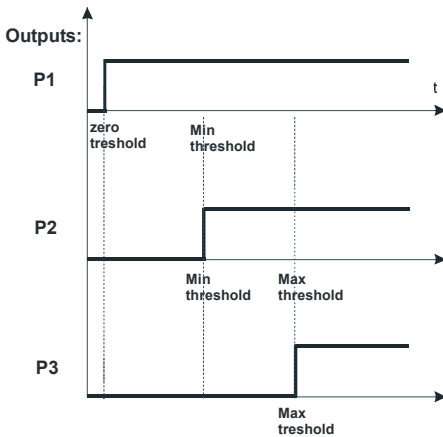 Outputs:
P1
t
zero
treshold
Min
threshold
P2
Min
threshold
Max
threshold
P3
Max
treshold